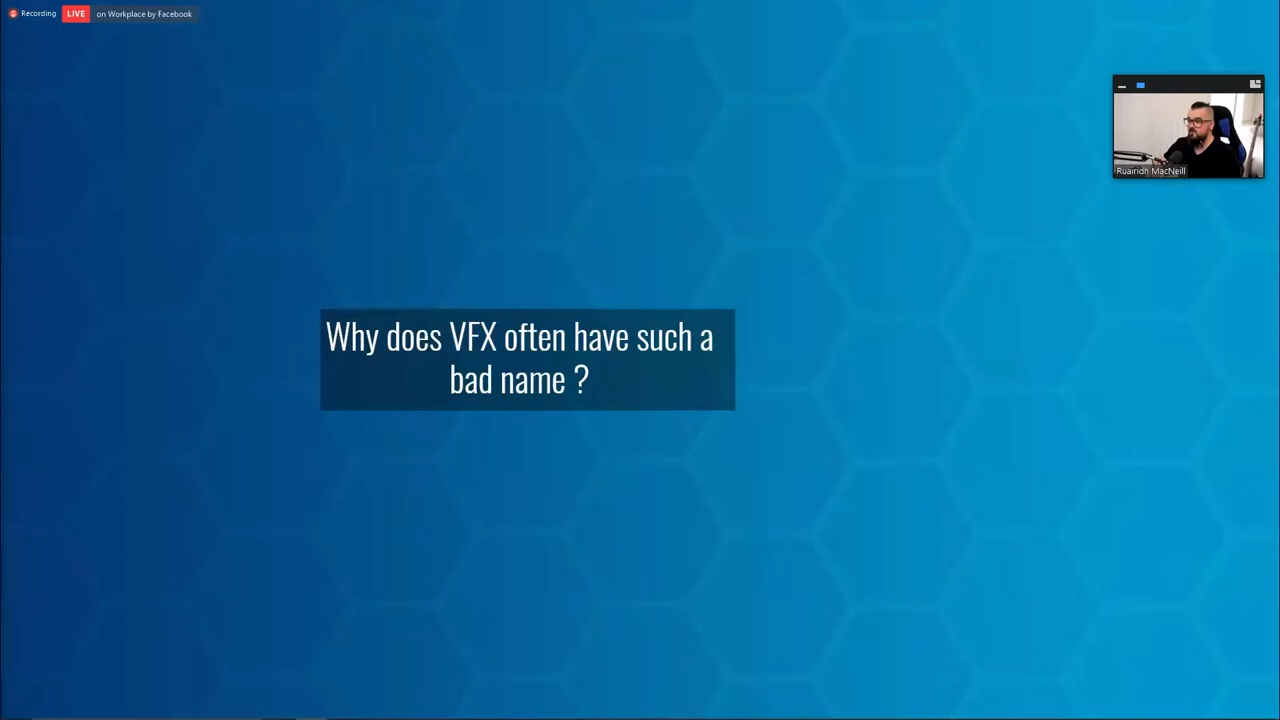 Recording LIVE on Workplace by Facebook
Ruairidh MacNeill
Why does VFX often have such a
bad name ?